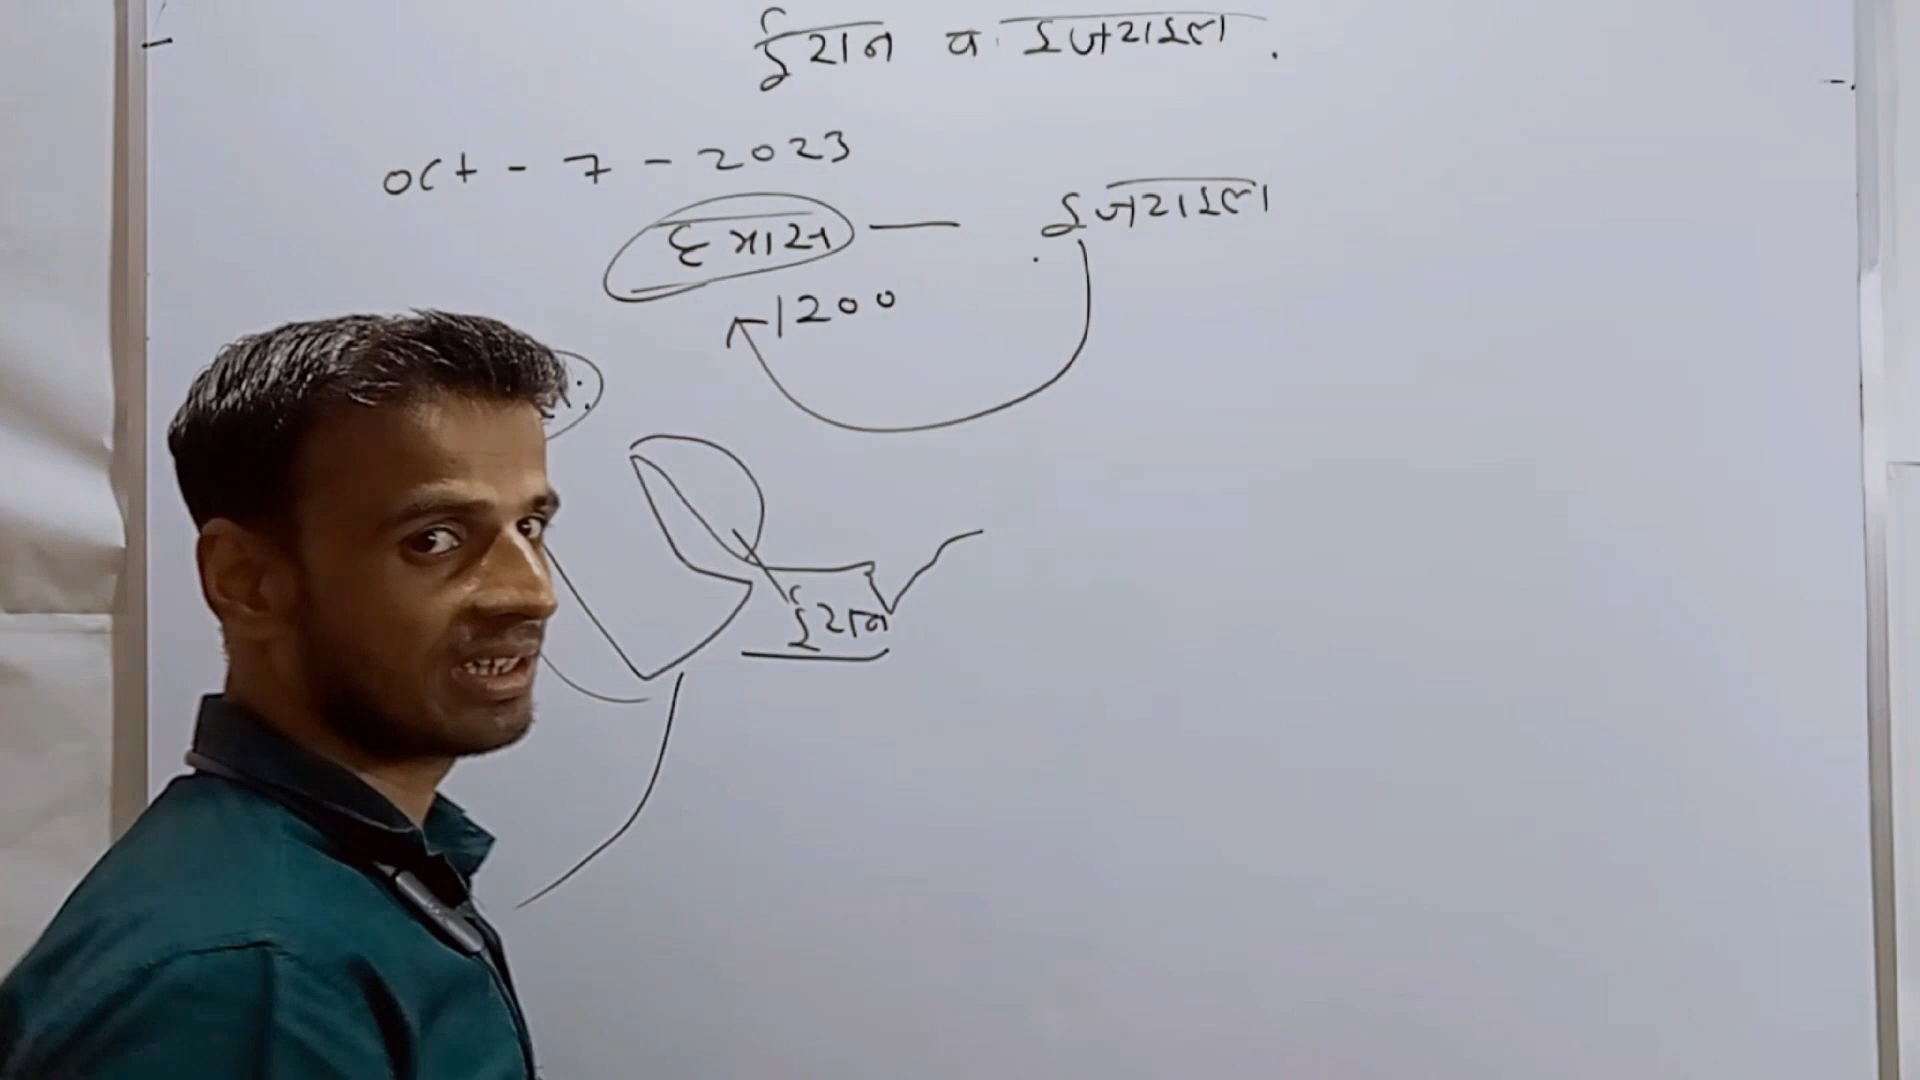 ईरान व इजराइल.
oct - 7 - 2023
हमास — इजराइल
1200
ईरान